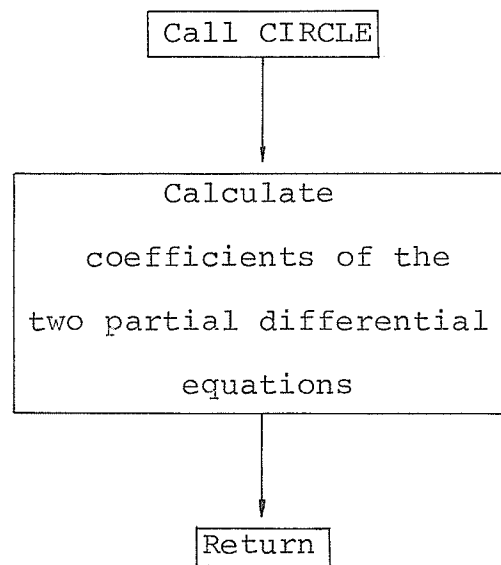 Call CIRCLE
Calculate
coefficients of the
two partial differential
equations
Return